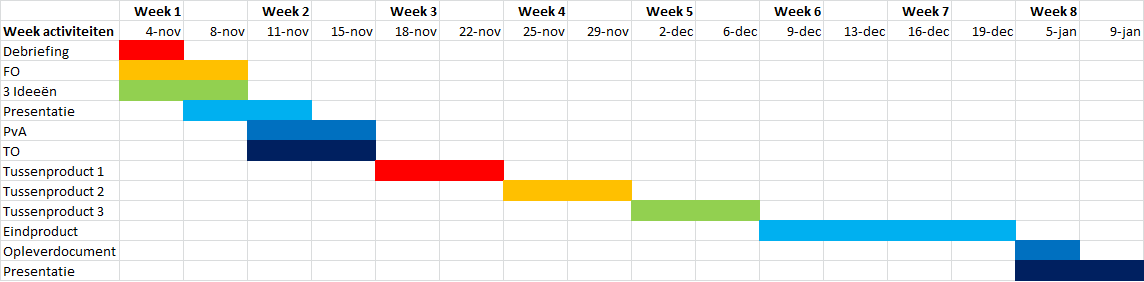 Week 1 Week 2 Week 3 Week 4 Week 5 Week 6 Week 7 Week 8
Week activiteiten 4-nov 8-nov 11-nov 15-nov 18-nov 22-nov 25-nov 29-nov 2-dec 6-dec 9-dec 13-dec 16-dec 19-dec 5-jan 9-jan
Debriefing
FO
3 Ideeën
Presentatie
PvA
TO
Tussenproduct 1
Tussenproduct 2
Tussenproduct 3
Eindproduct
Opleverdocument
Presentatie